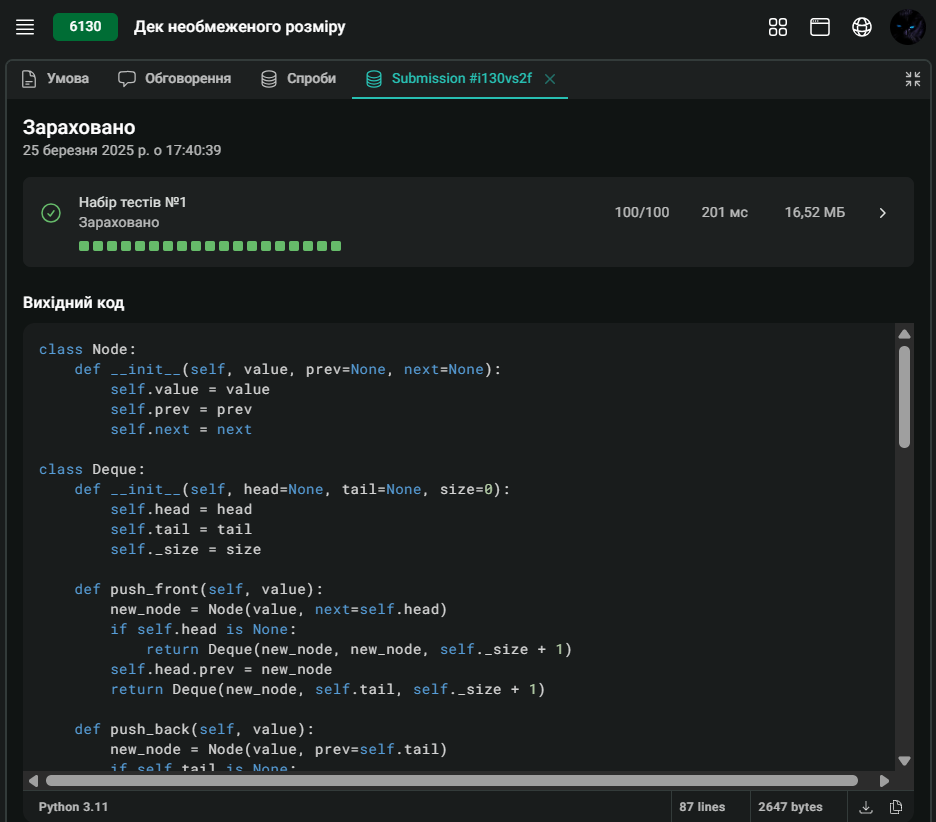 6130 Дек необмеженого розміру
Умова Обговорення Спроби Submission #i130vs2f
Зараховано
25 березня 2025 р. о 17:40:39
Набір тестів №1
Зараховано
100/100 201 мс 16,52 МБ
Вихідний код
class Node:
    def __init__(self, value, prev=None, next=None):
        self.value = value
        self.prev = prev
        self.next = next
class Deque:
    def __init__(self, head=None, tail=None, size=0):
        self.head = head
        self.tail = tail
        self._size = size
    def push_front(self, value):
        new_node = Node(value, next=self.head)
        if self.head is None:
            return Deque(new_node, new_node, self._size + 1)
        self.head.prev = new_node
        return Deque(new_node, self.tail, self._size + 1)
    def push_back(self, value):
        new_node = Node(value, prev=self.tail)
        if self.tail is None:
Python 3.11 87 lines 2647 bytes